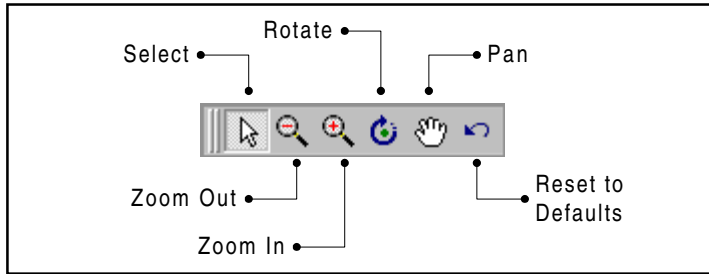 Rotate
Select
Pan
Zoom Out
Reset to
Defaults
Zoom In